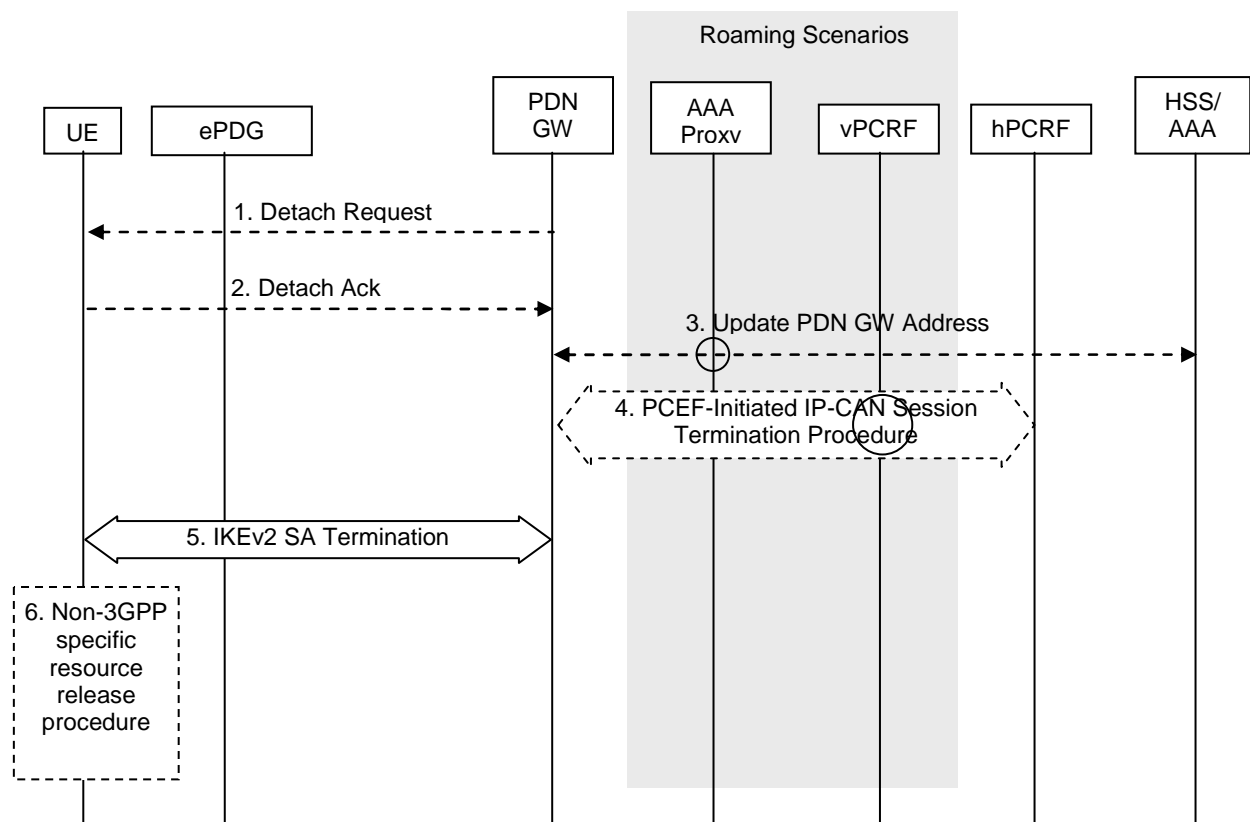 Roaming Scenarios
UE
ePDG
PDN
GW
AAA
Proxv
vPCRF
hPCRF
HSS/
AAA
1. Detach Request
2. Detach Ack
3. Update PDN GW Address
4. PCEF-Initiated IP-CAN Session
Termination Procedure
5. IKEv2 SA Termination
6. Non-3GPP
specific
resource
release
procedure